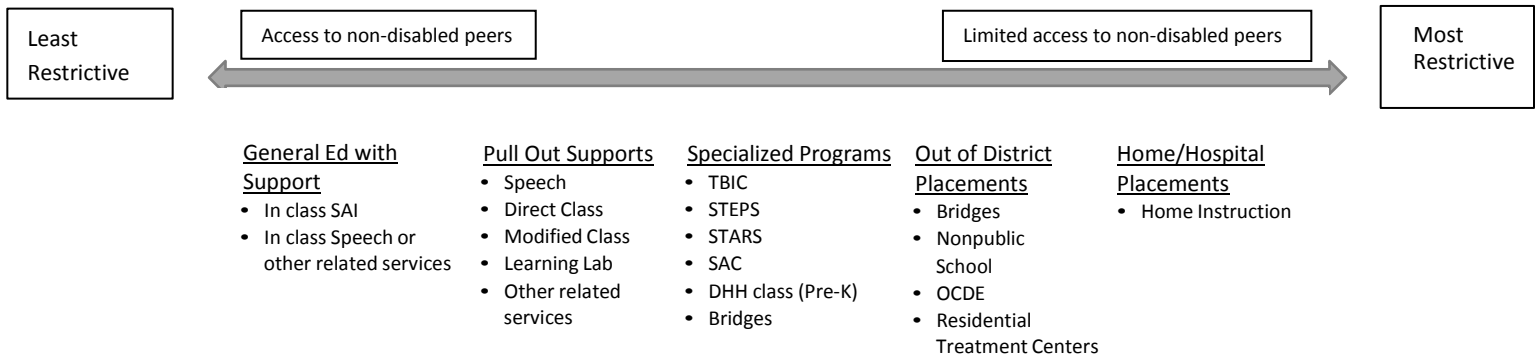 Least
Restrictive
Access to non-disabled peers
Limited access to non-disabled peers
Most
Restrictive
General Ed with
Support
• In class SAI
• In class Speech or
other related services
Pull Out Supports
• Speech
• Direct Class
• Modified Class
• Learning Lab
• Other related
services
Specialized Programs
• TBIC
• STEPS
• STARS
• SAC
• DHH class (Pre-K)
• Bridges
Out of District
Placements
• Bridges
• Nonpublic
School
• OCDE
• Residential
Treatment Centers
Home/Hospital
Placements
• Home Instruction